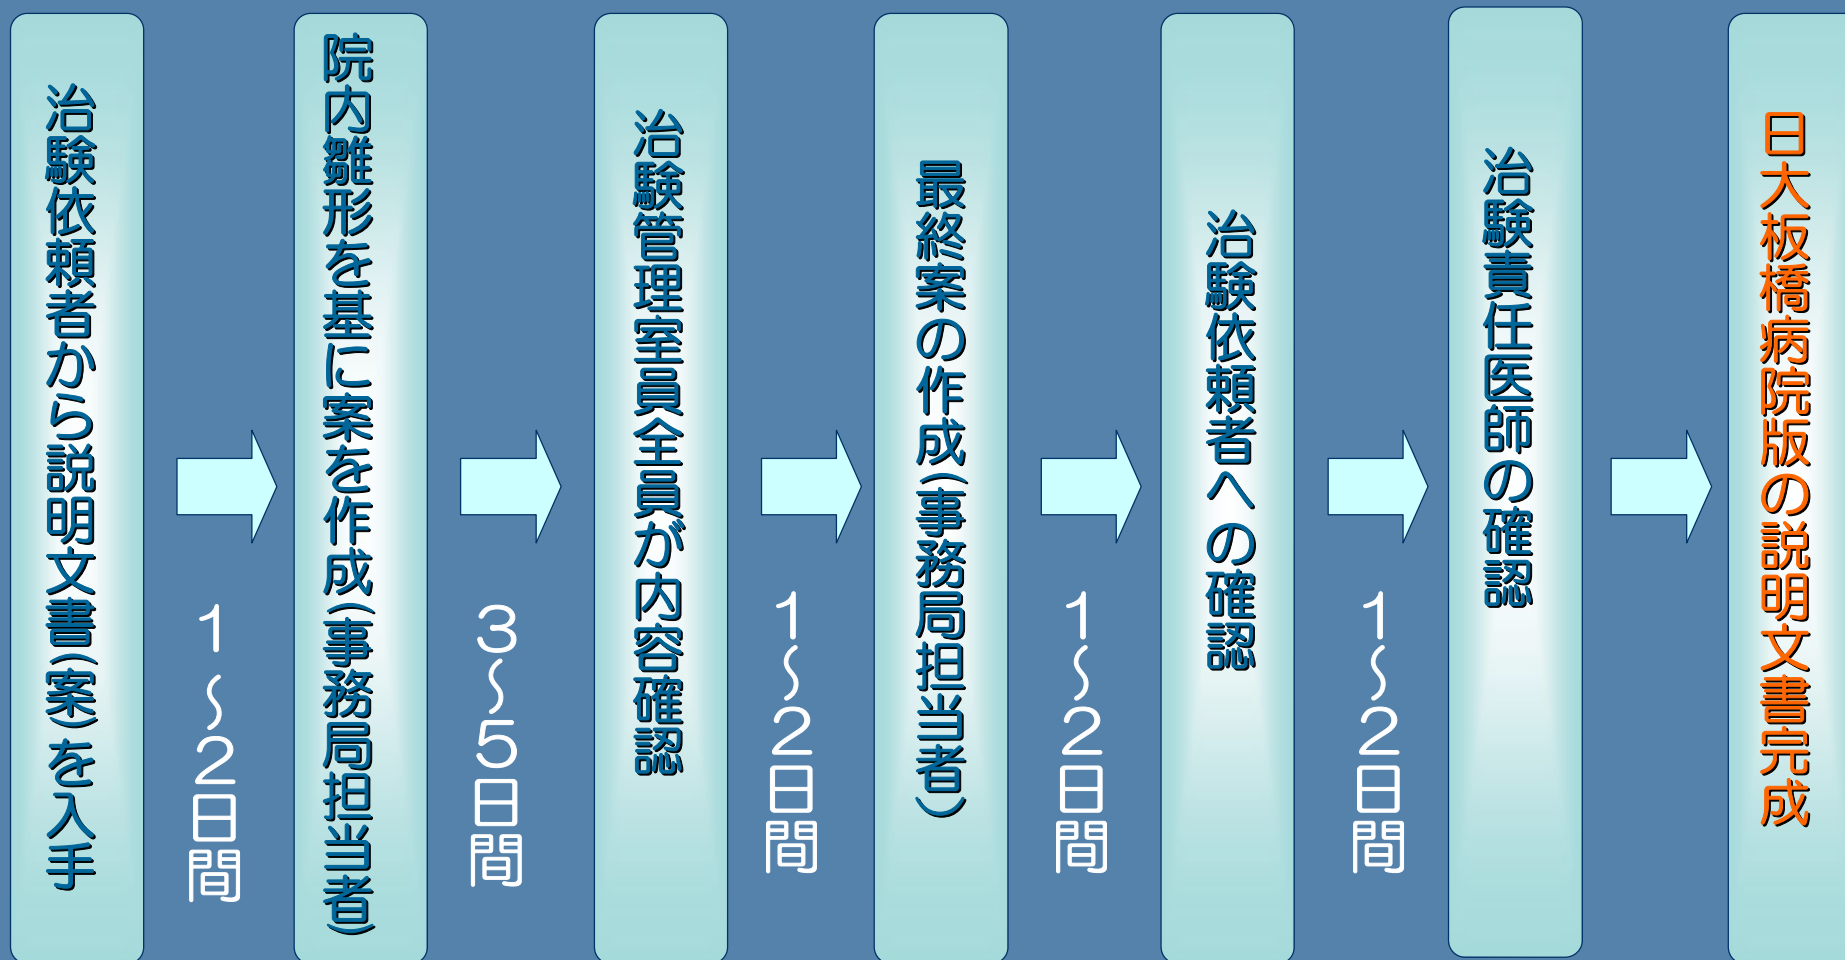 治験依頼者から説明文書(案)を入手
１～２日間
院内雛形を基に案を作成(事務局担当者)
３～５日間
治験管理室員全員が内容確認
１～２日間
最終案の作成(事務局担当者)
１～２日間
治験依頼者への確認
１～２日間
治験責任医師の確認
日大板橋病院版の説明文書完成